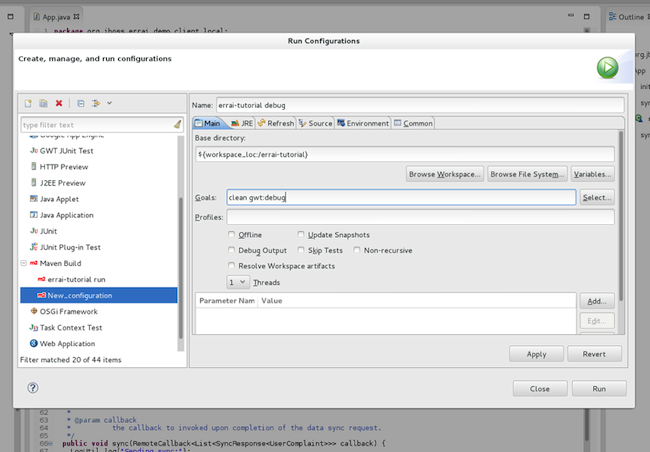 App.java
Outline
package org.jboss.errai.demo.client.local;
Run Configurations
Create, manage, and run configurations
Name: errai-tutorial debug
type filter text
Main JRE Refresh Source Environment Common
Google App Engine
GWT JUnit Test
HTTP Preview
J2EE Preview
Java Applet
Java Application
JUnit
JUnit Plug-in Test
Maven Build
errai-tutorial run
New_configuration
OSGi Framework
Task Context Test
Web Application
Filter matched 20 of 44 items
Base directory:
${workspace_loc:/errai-tutorial}
Browse Workspace... Browse File System... Variables...
Goals: clean gwt:debug Select...
Profiles:
Offline Update Snapshots
Debug Output Skip Tests Non-recursive
Resolve Workspace artifacts
1 Threads
Parameter Nam Value Add...
Edit...
Apply Revert
Close Run
62 *
63 * @param callback
64 * the callback to invoked upon completion of the data sync request.
65 */
66 public void sync(RemoteCallback<List<SyncResponse<UserComplaint>>> callback) {
67 LogUtil.log("Sending sync:");